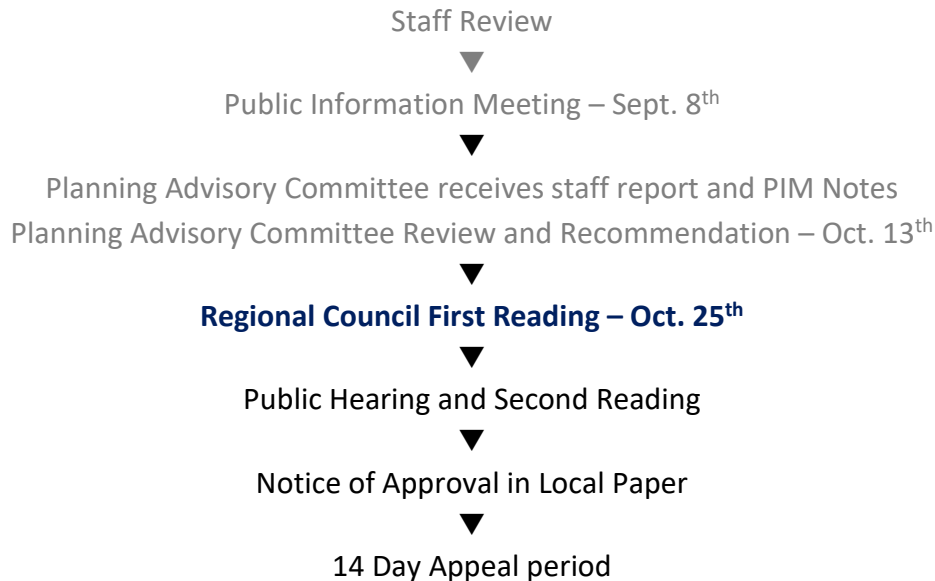 Staff Review
Public Information Meeting – Sept. 8th
Planning Advisory Committee receives staff report and PIM Notes
Planning Advisory Committee Review and Recommendation – Oct. 13th
Regional Council First Reading – Oct. 25th
Public Hearing and Second Reading
Notice of Approval in Local Paper
14 Day Appeal period